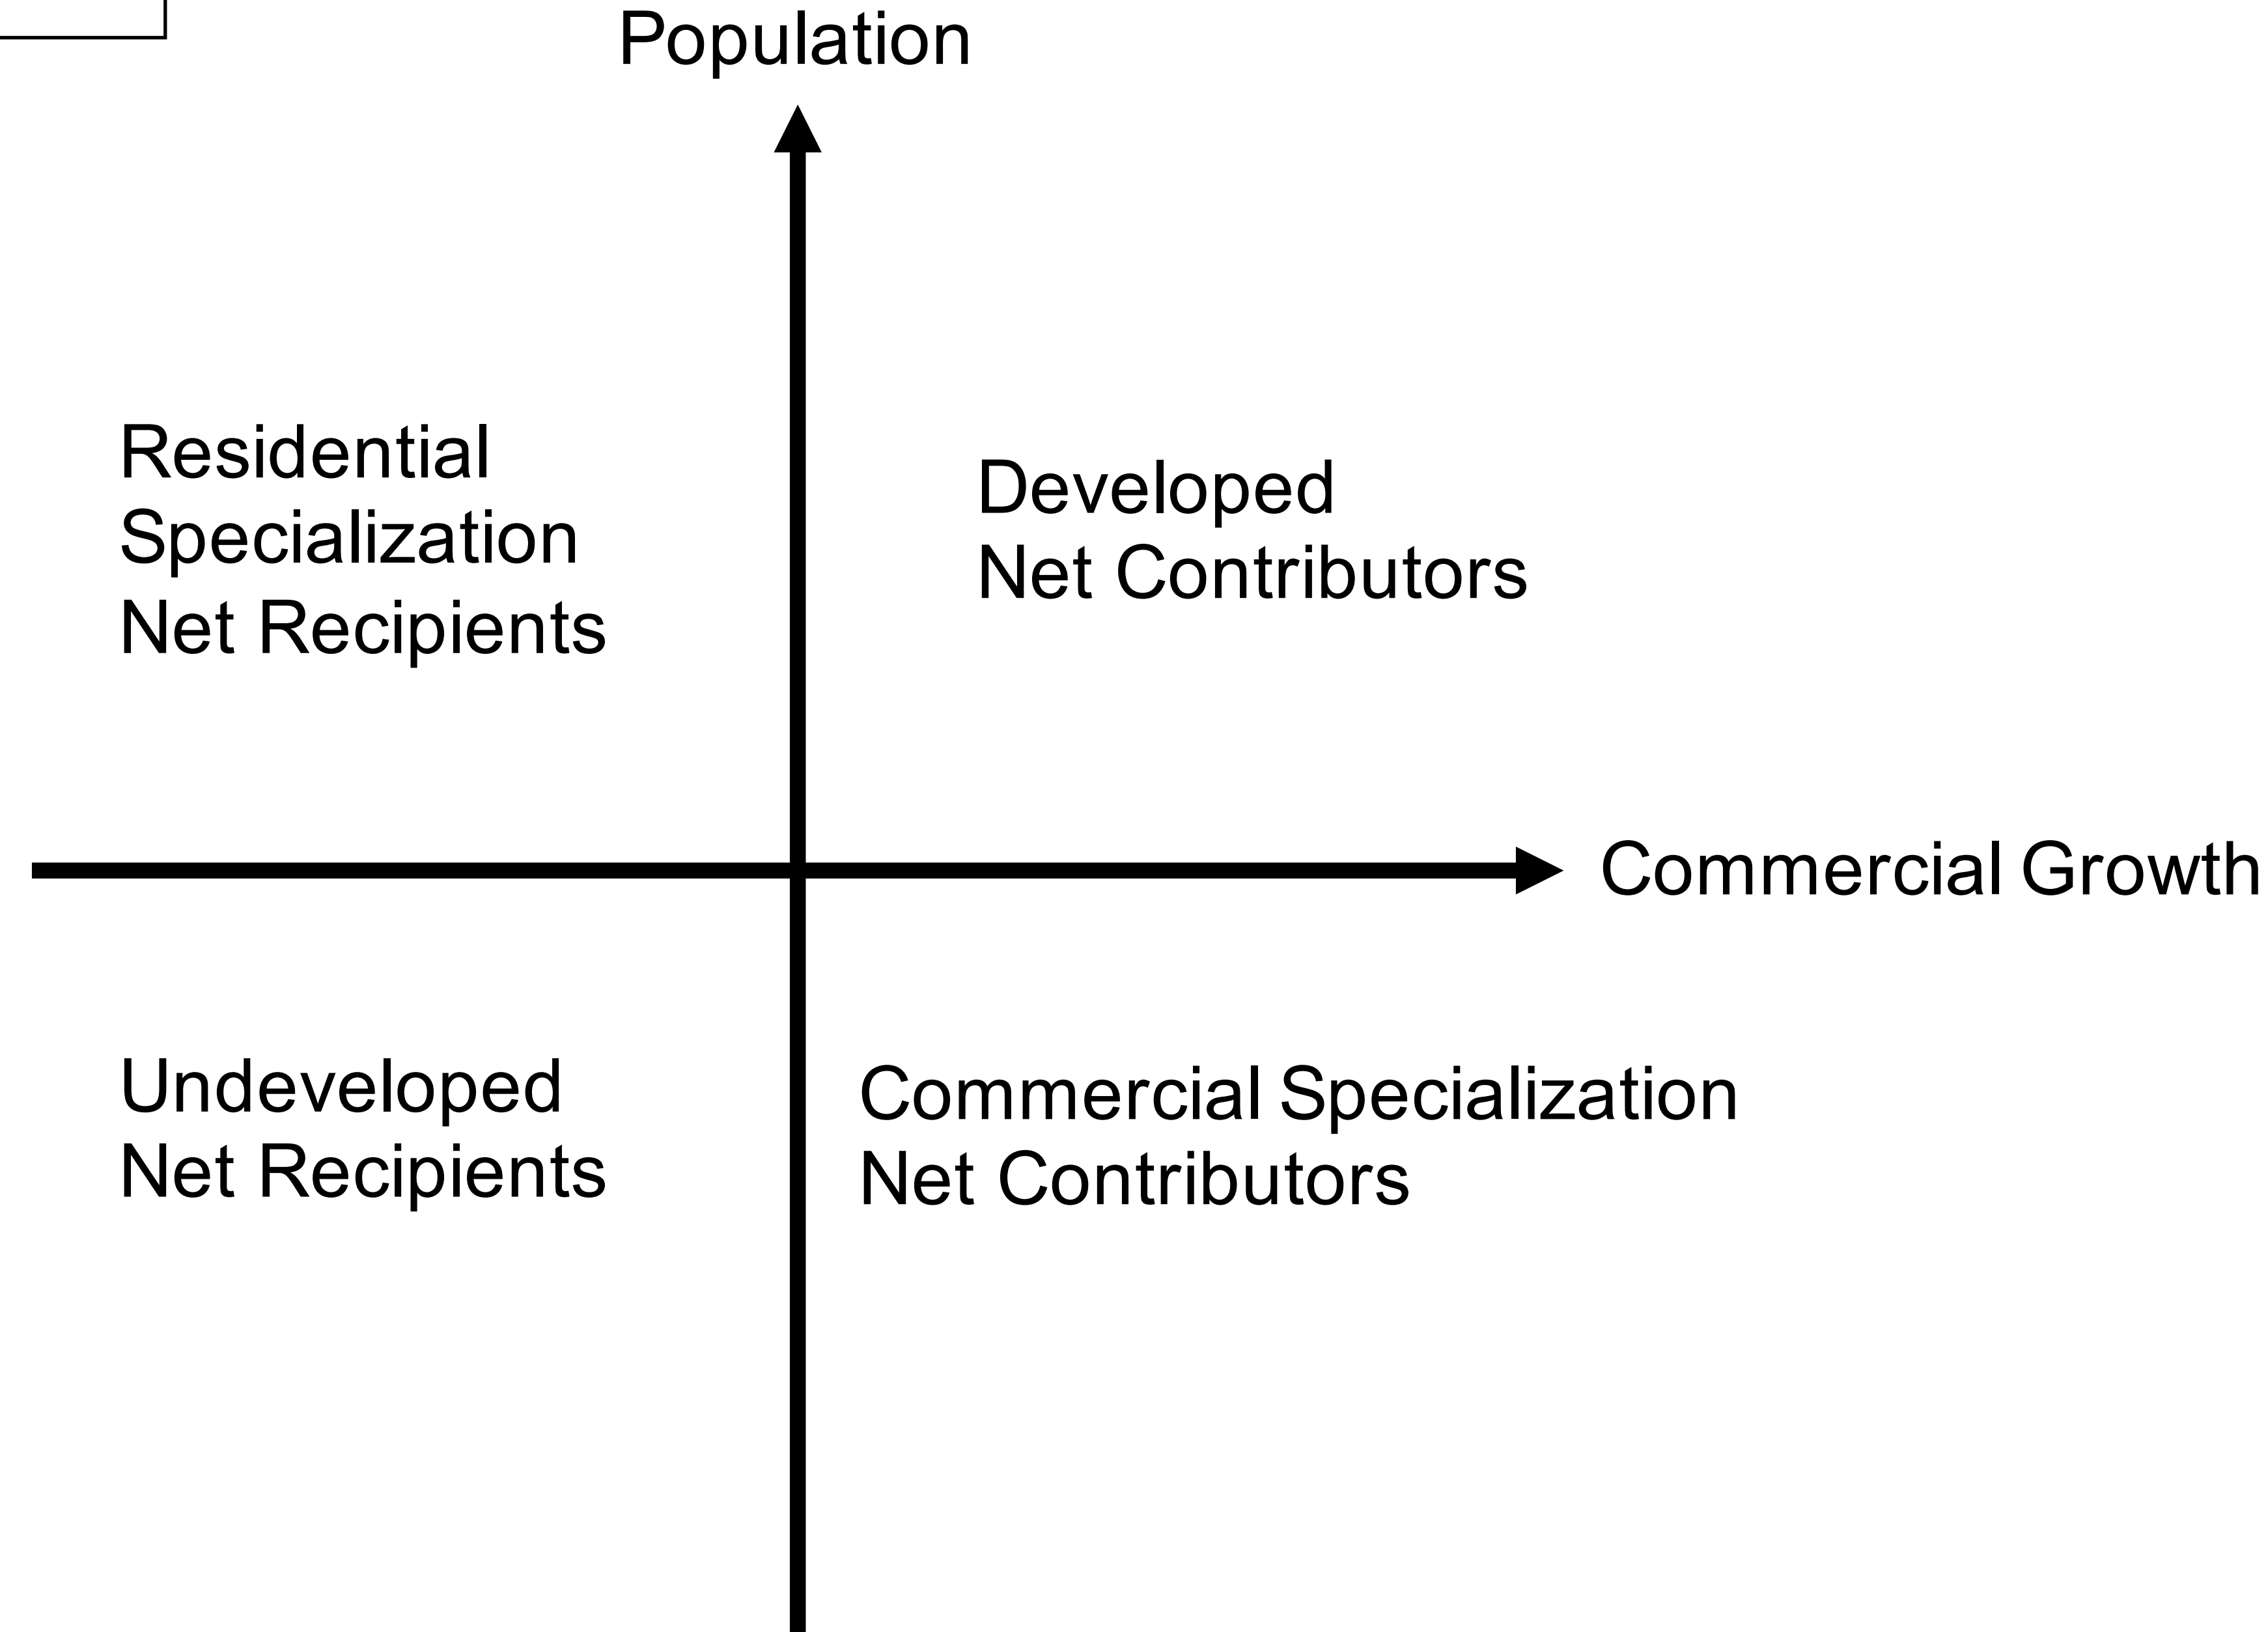 Population
Residential
Specialization
Net Recipients
Developed
Net Contributors
Commercial Growth
Undeveloped
Net Recipients
Commercial Specialization
Net Contributors